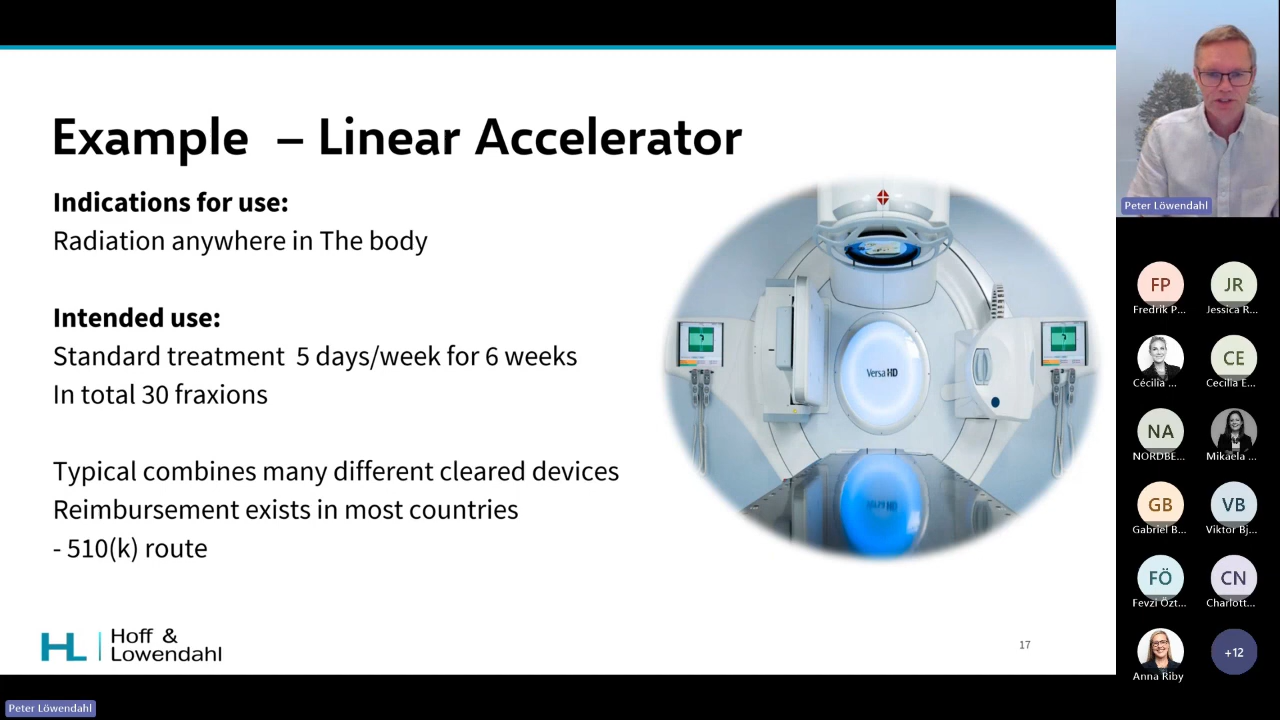 Example – Linear Accelerator
Indications for use:
Radiation anywhere in The body
Intended use:
Standard treatment 5 days/week for 6 weeks
In total 30 fraxions
Typical combines many different cleared devices
Reimbursement exists in most countries
- 510(k) route
Versa HD
HL
Hoff &
Lowendahl
17
Peter Löwendahl
Peter Löwendahl
FP
JR
Fredrik P...
Jessica R...
CE
Cécilia ...
Cecilia E...
NA
NORDBE...
Mikaela ...
GB
VB
Gabriel B...
Viktor Bj...
FÖ
CN
Fevzi Özt...
Charlott...
+12
Anna Riby